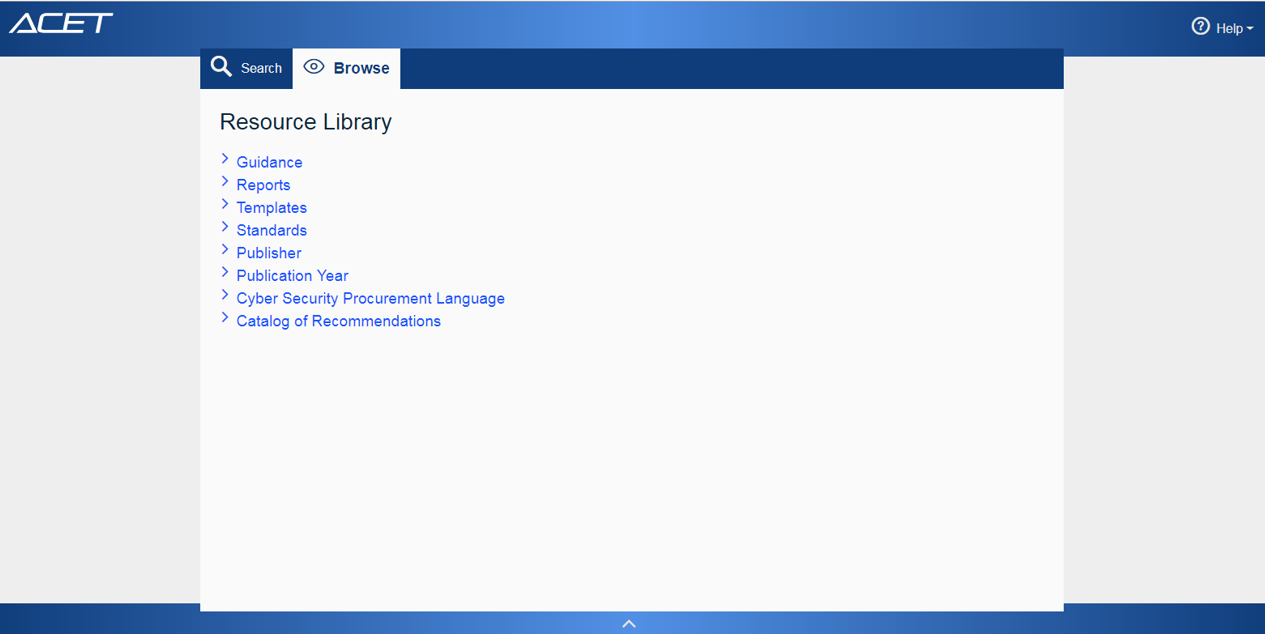 ACET
Help
Search
Browse
Resource Library
Guidance
Reports
Templates
Standards
Publisher
Publication Year
Cyber Security Procurement Language
Catalog of Recommendations